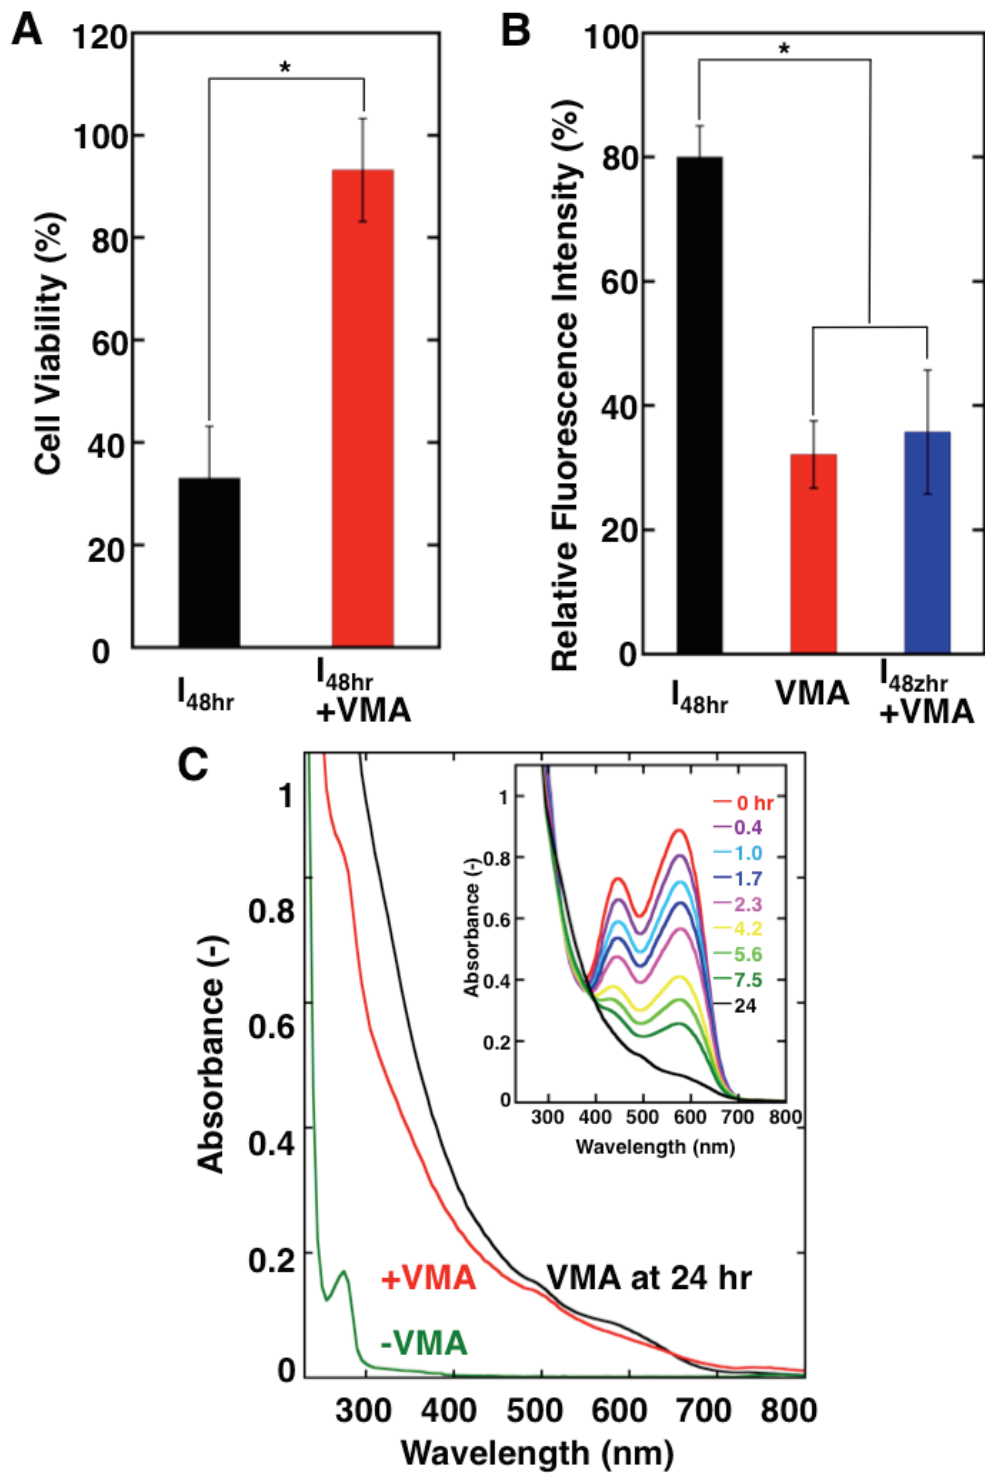 A
120
100
80
60
40
20
0
Cell Viability (%)
*
I48hr
I48hr
+VMA
B
100
80
60
40
20
0
Relative Fluorescence Intensity (%)
*
I48hr
VMA
I48zhr
+VMA
C
1
0.8
0.6
0.4
0.2
0
Absorbance (-)
300 400 500 600 700 800
Wavelength (nm)
+VMA
-VMA
VMA at 24 hr
1
0.8
0.6
0.4
0.2
0
Absorbance (-)
300 400 500 600 700 800
Wavelength (nm)
0 hr
0.4
1.0
1.7
2.3
4.2
5.6
7.5
24